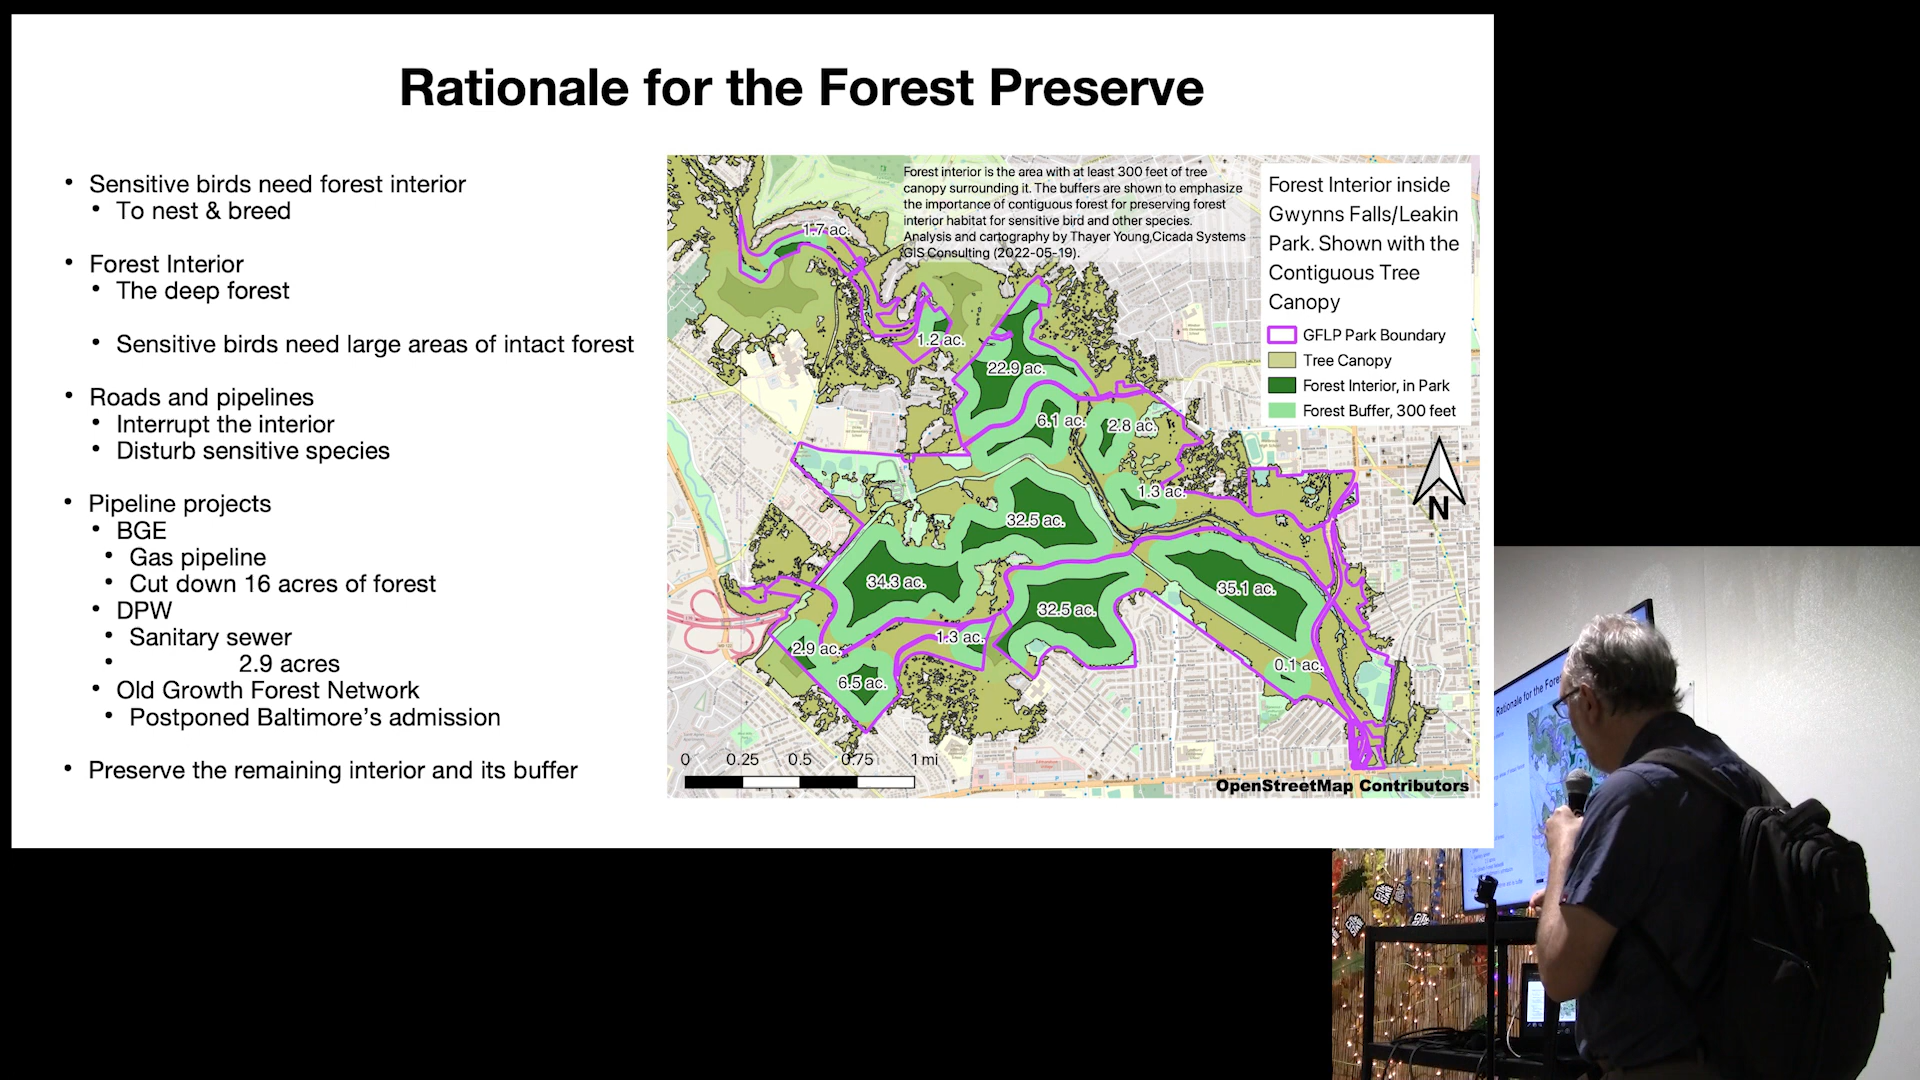 Rationale for the Forest Preserve
• Sensitive birds need forest interior
• To nest & breed
• Forest Interior
• The deep forest
• Sensitive birds need large areas of intact forest
• Roads and pipelines
• Interrupt the interior
• Disturb sensitive species
• Pipeline projects
• BGE
• Gas pipeline
• Cut down 16 acres of forest
• DPW
• Sanitary sewer
• 2.9 acres
• Old Growth Forest Network
• Postponed Baltimore’s admission
• Preserve the remaining interior and its buffer
Forest interior is the area with at least 300 feet of tree
canopy surrounding it. The buffers are shown to emphasize
the importance of contiguous forest for preserving forest
interior habitat for sensitive bird and other species.
Analysis and cartography by Thayer Young,Cicada Systems
GIS Consulting (2022-05-19).
Forest Interior inside
Gwynns Falls/Leakin
Park. Shown with the
Contiguous Tree
Canopy
GFLP Park Boundary
Tree Canopy
Forest Interior, in Park
Forest Buffer, 300 feet
N
1.7 ac.
1.2 ac.
22.9 ac.
6.1 ac.
2.8 ac.
1.3 ac.
32.5 ac.
34.3 ac.
35.1 ac.
32.5 ac.
1.3 ac.
2.9 ac.
0.1 ac.
6.5 ac.
0 0.25 0.5 0.75 1 mi
OpenStreetMap Contributors
Rationale for the Fores